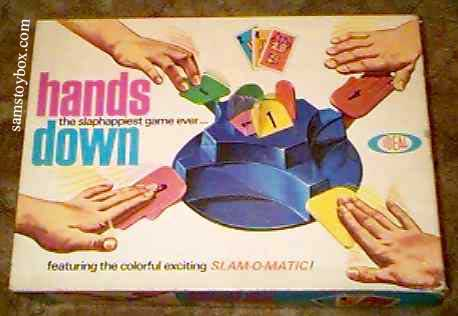 samstoybox.com
hands
the slaphappiest game ever...
down
IDEAL
featuring the colorful exciting SLAM-O-MATIC!